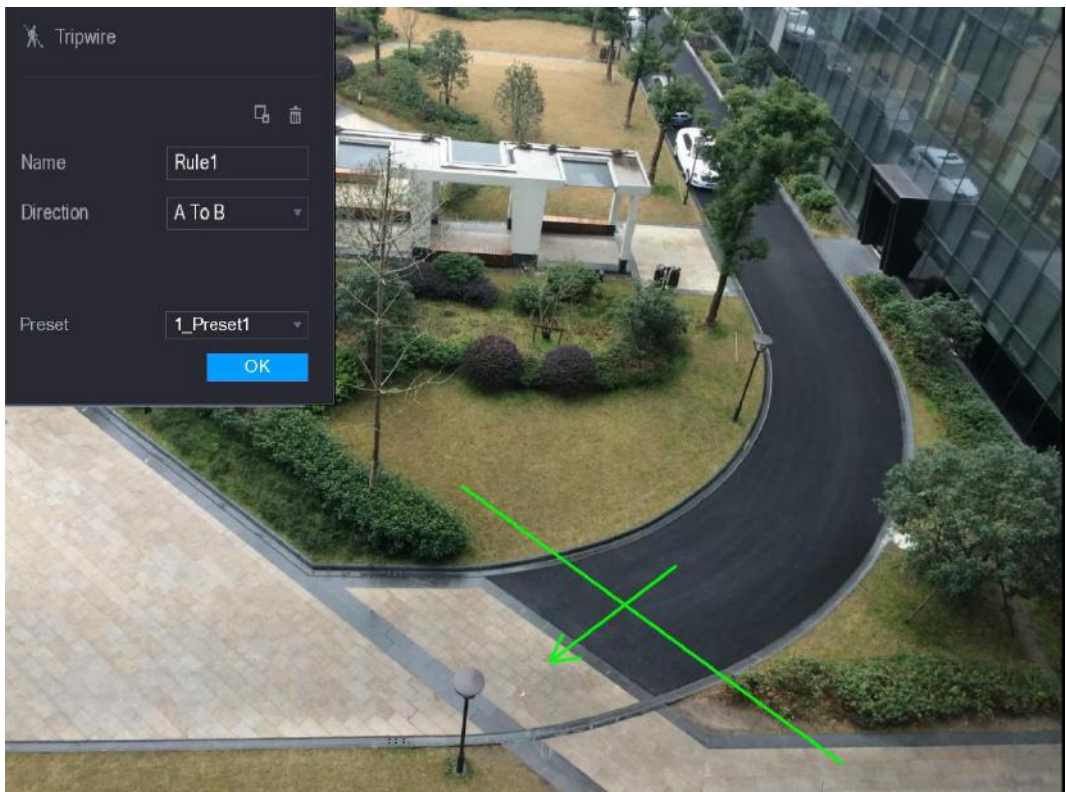 Tripwire
Name Rule1
Direction A To B
Preset 1_Preset1
OK